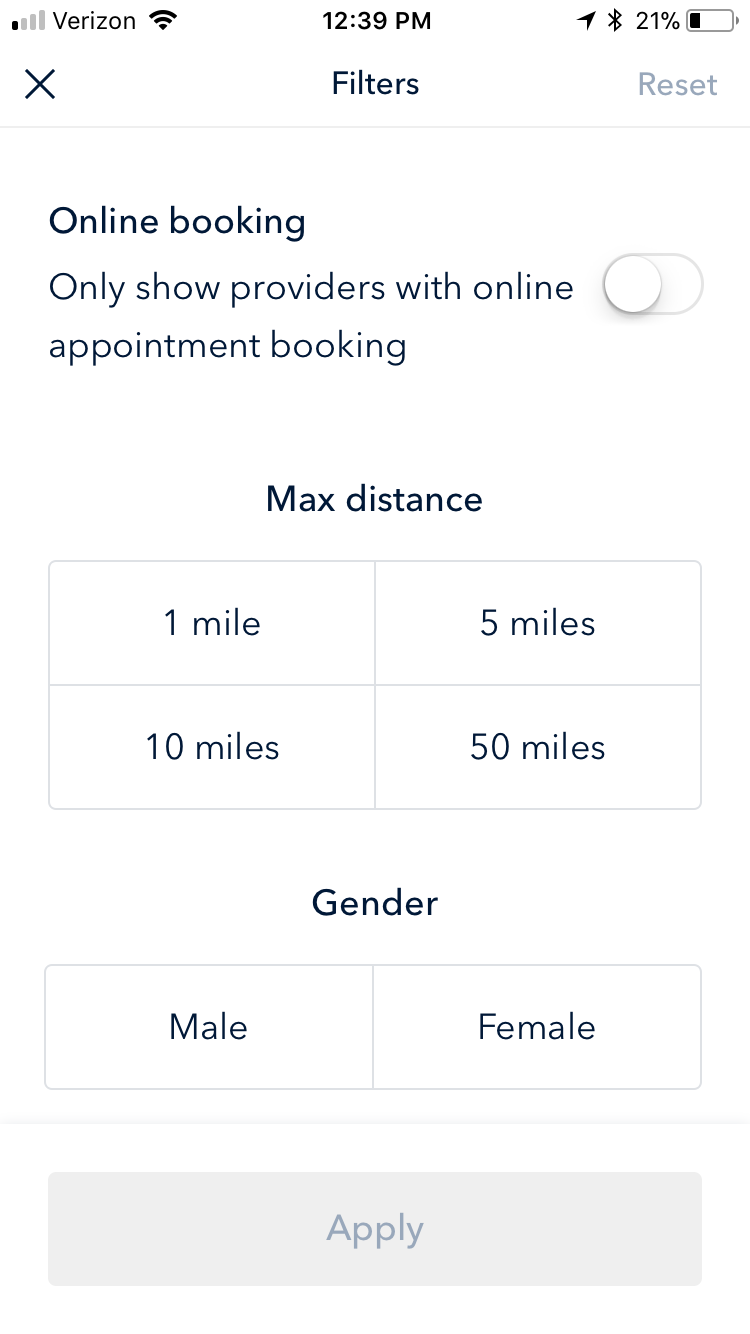 Verizon 12:39 PM 21%
Filters Reset
Online booking
Only show providers with online
appointment booking
Max distance
1 mile 5 miles
10 miles 50 miles
Gender
Male Female
Apply